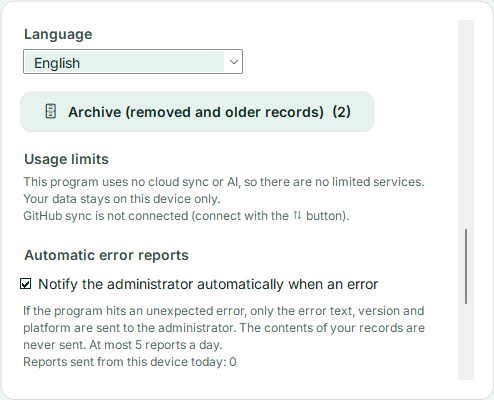 Language
English
Archive (removed and older records) (2)
Usage limits
This program uses no cloud sync or AI, so there are no limited services.
Your data stays on this device only.
GitHub sync is not connected (connect with the ⇅ button).
Automatic error reports
Notify the administrator automatically when an error
If the program hits an unexpected error, only the error text, version and
platform are sent to the administrator. The contents of your records are
never sent. At most 5 reports a day.
Reports sent from this device today: 0